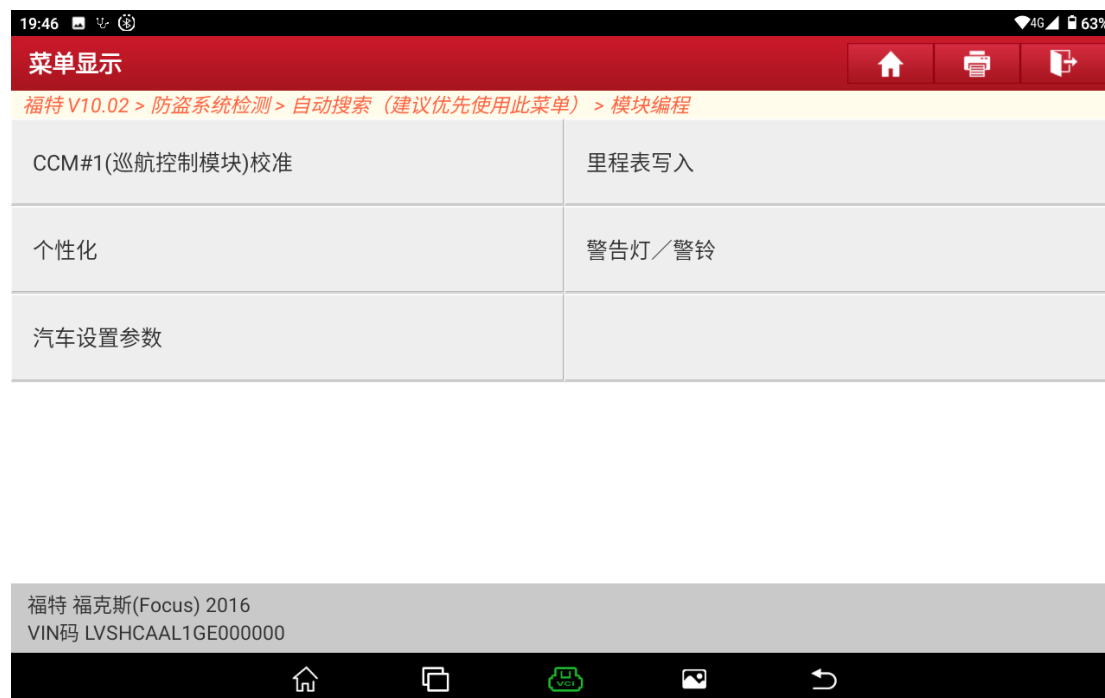 19:46 4G 63%
菜单显示
福特 V10.02 > 防盗系统检测 > 自动搜索（建议优先使用此菜单） > 模块编程
CCM#1(巡航控制模块)校准
里程表写入
个性化
警告灯／警铃
汽车设置参数
福特 福克斯(Focus) 2016
VIN码 LVSHCAAL1GE000000
VCI